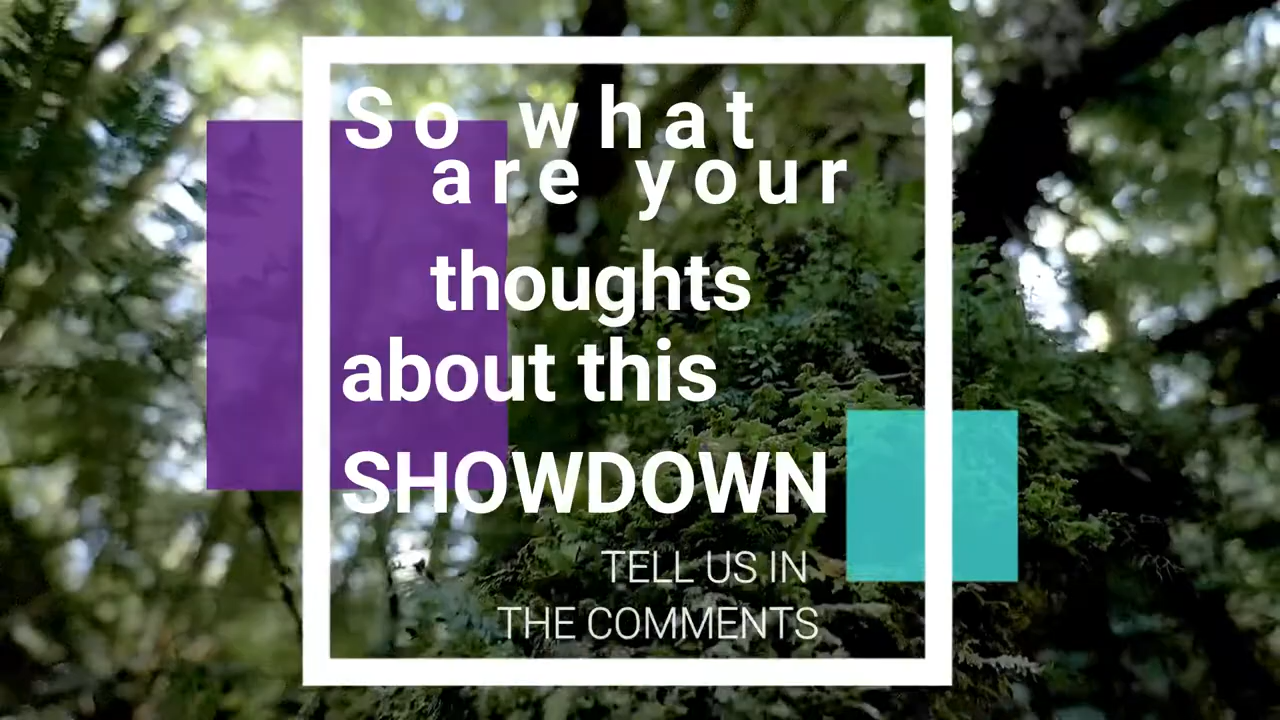 So what
are your
thoughts
about this
SHOWDOWN
TELL US IN
THE COMMENTS